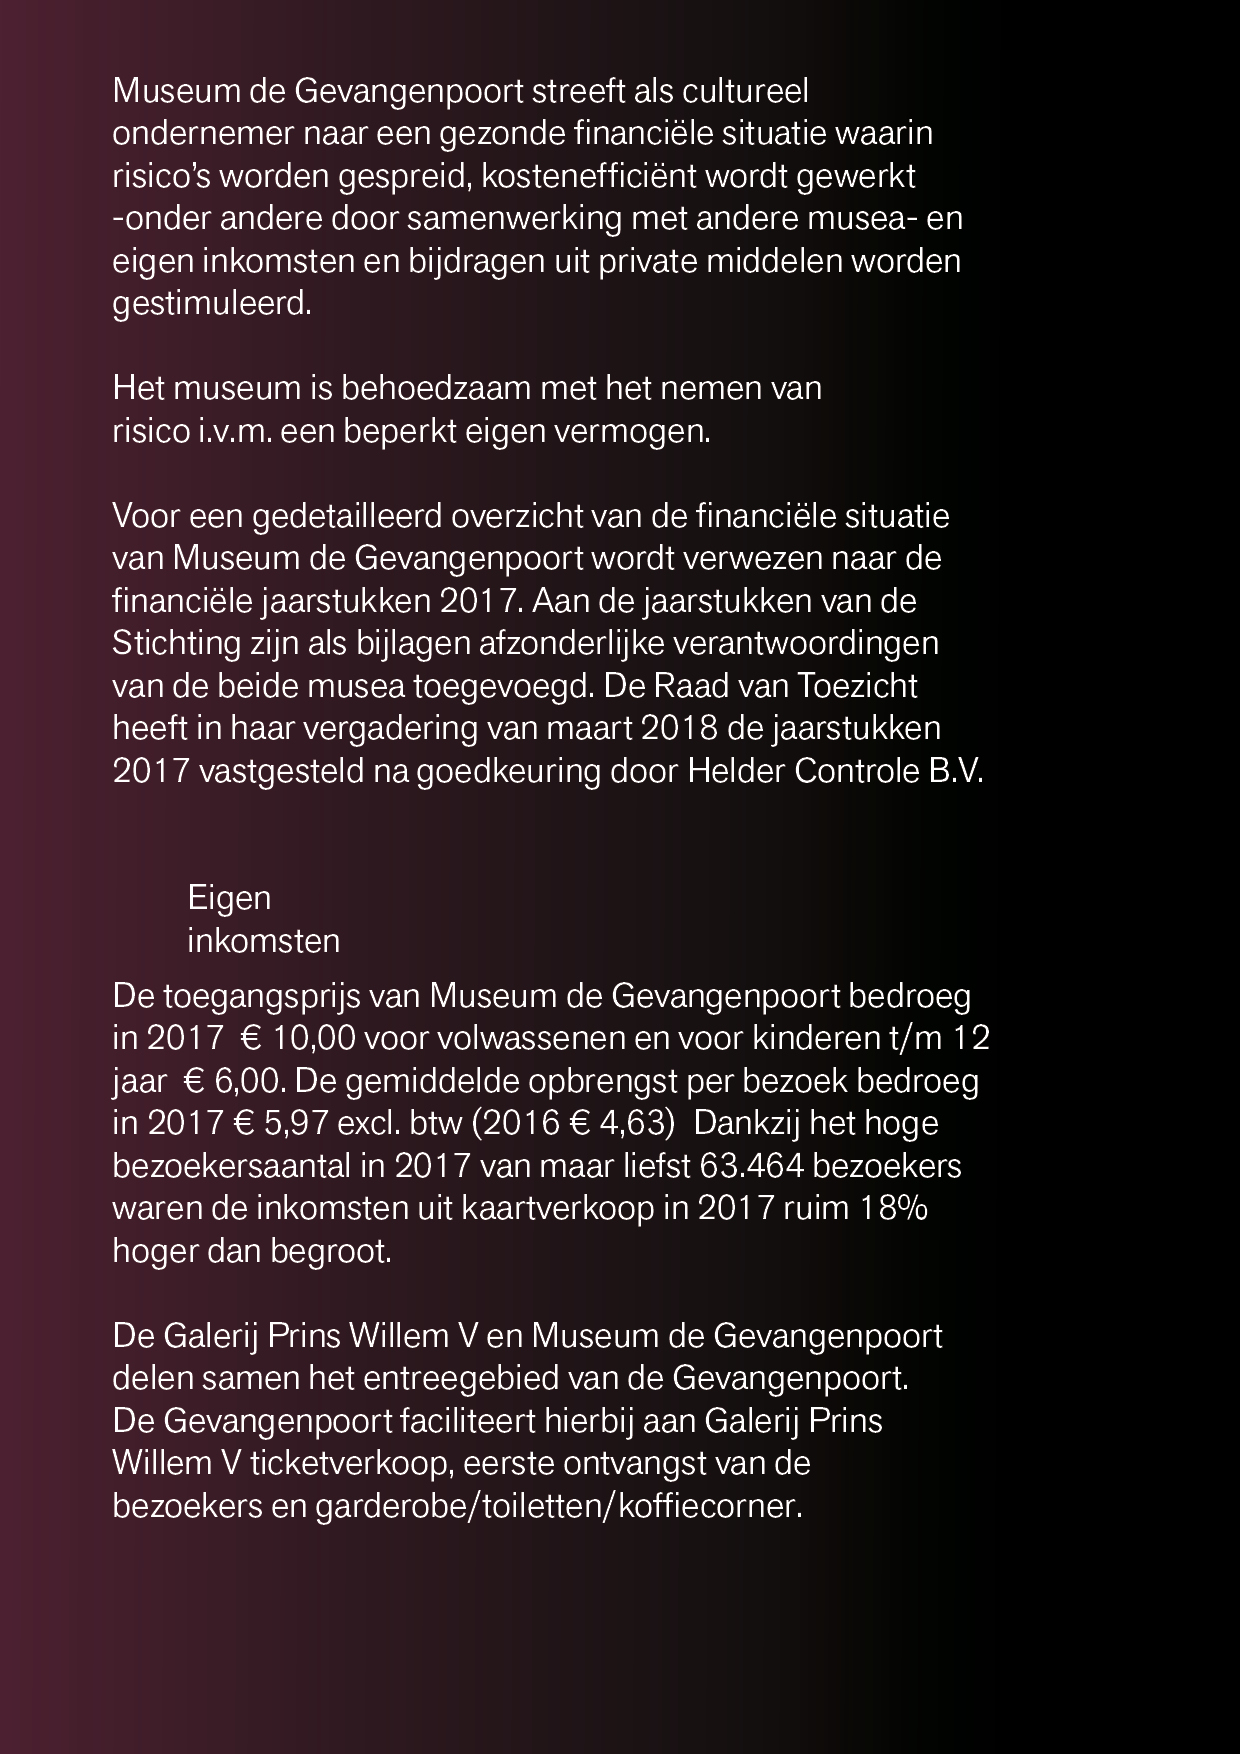 Museum de Gevangenpoort streeft als cultureel
ondernemer naar een gezonde financiële situatie waarin
risico’s worden gespreid, kostenefficiënt wordt gewerkt
-onder andere door samenwerking met andere musea- en
eigen inkomsten en bijdragen uit private middelen worden
gestimuleerd.
Het museum is behoedzaam met het nemen van
risico i.v.m. een beperkt eigen vermogen.
Voor een gedetailleerd overzicht van de financiële situatie
van Museum de Gevangenpoort wordt verwezen naar de
financiële jaarstukken 2017. Aan de jaarstukken van de
Stichting zijn als bijlagen afzonderlijke verantwoordingen
van de beide musea toegevoegd. De Raad van Toezicht
heeft in haar vergadering van maart 2018 de jaarstukken
2017 vastgesteld na goedkeuring door Helder Controle B.V.
Eigen
inkomsten
De toegangsprijs van Museum de Gevangenpoort bedroeg
in 2017  € 10,00 voor volwassenen en voor kinderen t/m 12
jaar  € 6,00. De gemiddelde opbrengst per bezoek bedroeg
in 2017 € 5,97 excl. btw (2016 € 4,63)  Dankzij het hoge
bezoekersaantal in 2017 van maar liefst 63.464 bezoekers
waren de inkomsten uit kaartverkoop in 2017 ruim 18%
hoger dan begroot.
De Galerij Prins Willem V en Museum de Gevangenpoort
delen samen het entreegebied van de Gevangenpoort.
De Gevangenpoort faciliteert hierbij aan Galerij Prins
Willem V ticketverkoop, eerste ontvangst van de
bezoekers en garderobe/toiletten/koffiecorner.